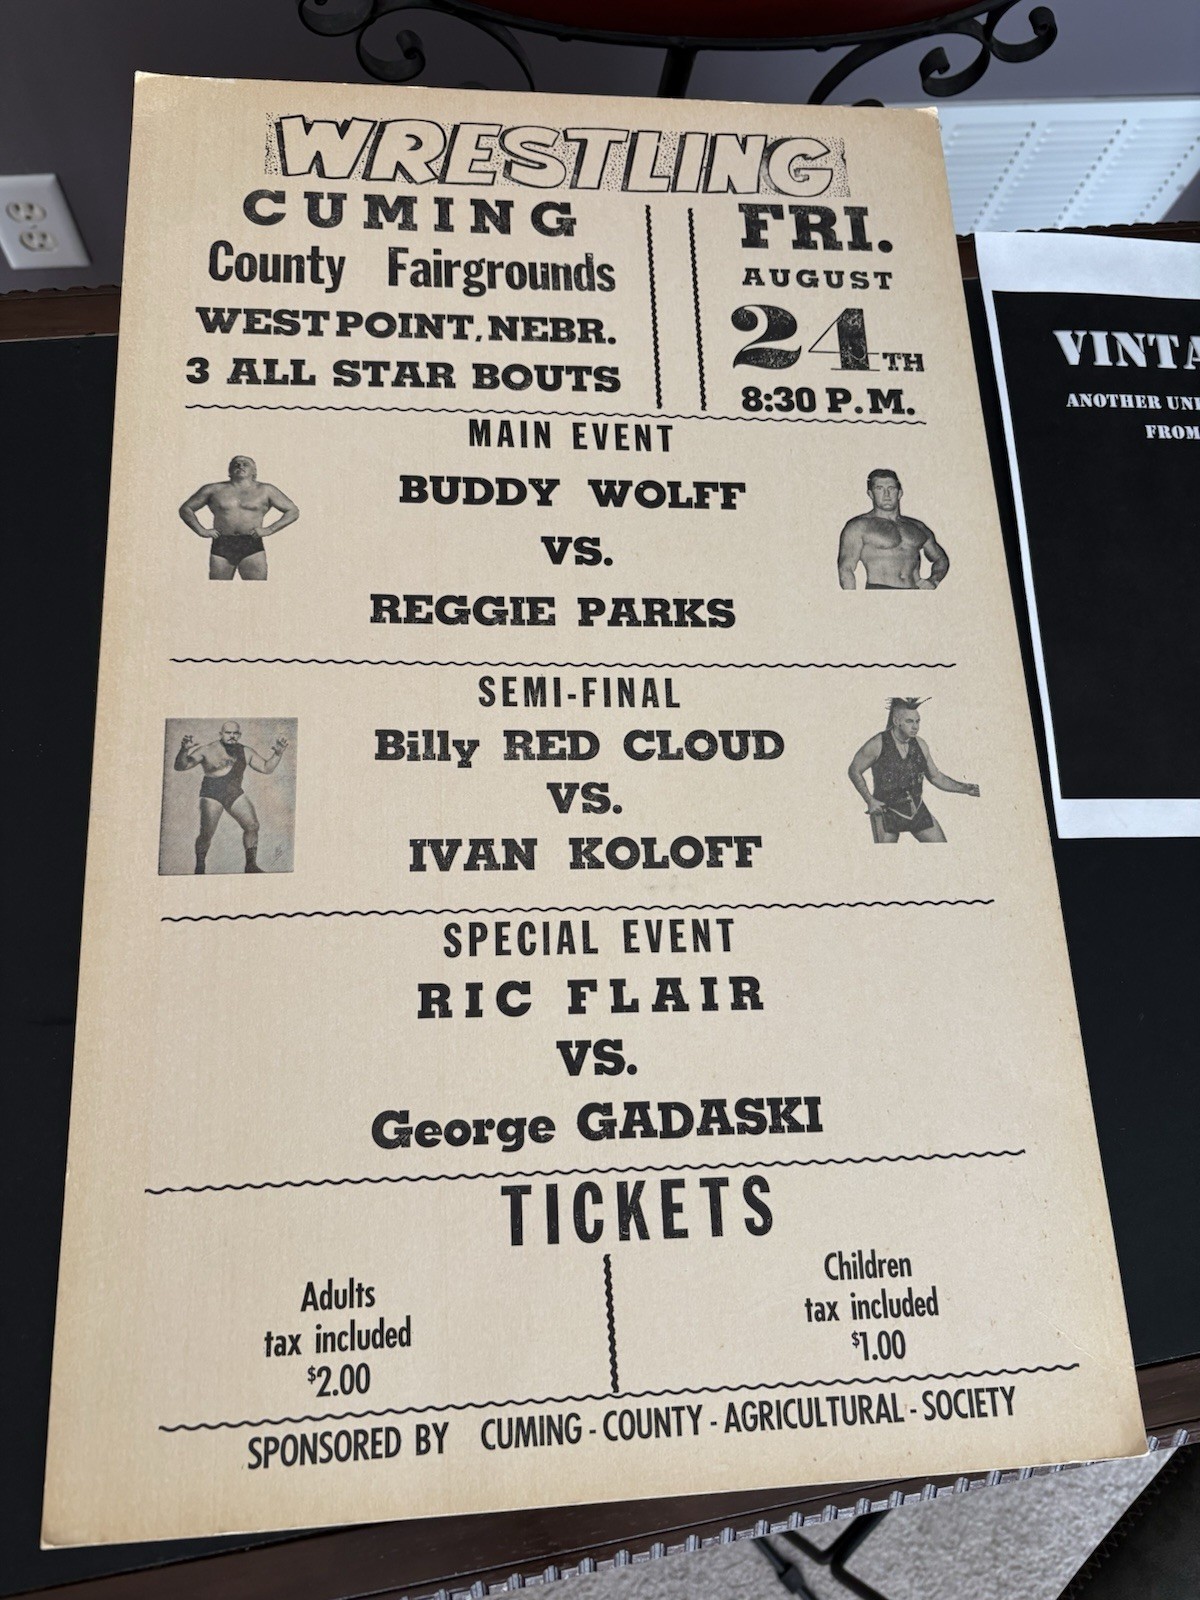 WRESTLING
CUMING
County Fairgrounds
WEST POINT, NEBR.
3 ALL STAR BOUTS
FRI.
AUGUST
24TH
8:30 P.M.
MAIN EVENT
BUDDY WOLFF
VS.
REGGIE PARKS
SEMI-FINAL
Billy RED CLOUD
VS.
IVAN KOLOFF
SPECIAL EVENT
RIC FLAIR
VS.
George GADASKI
TICKETS
Adults
tax included
$2.00
Children
tax included
$1.00
SPONSORED BY CUMING - COUNTY - AGRICULTURAL - SOCIETY
ANOTHER
FROM